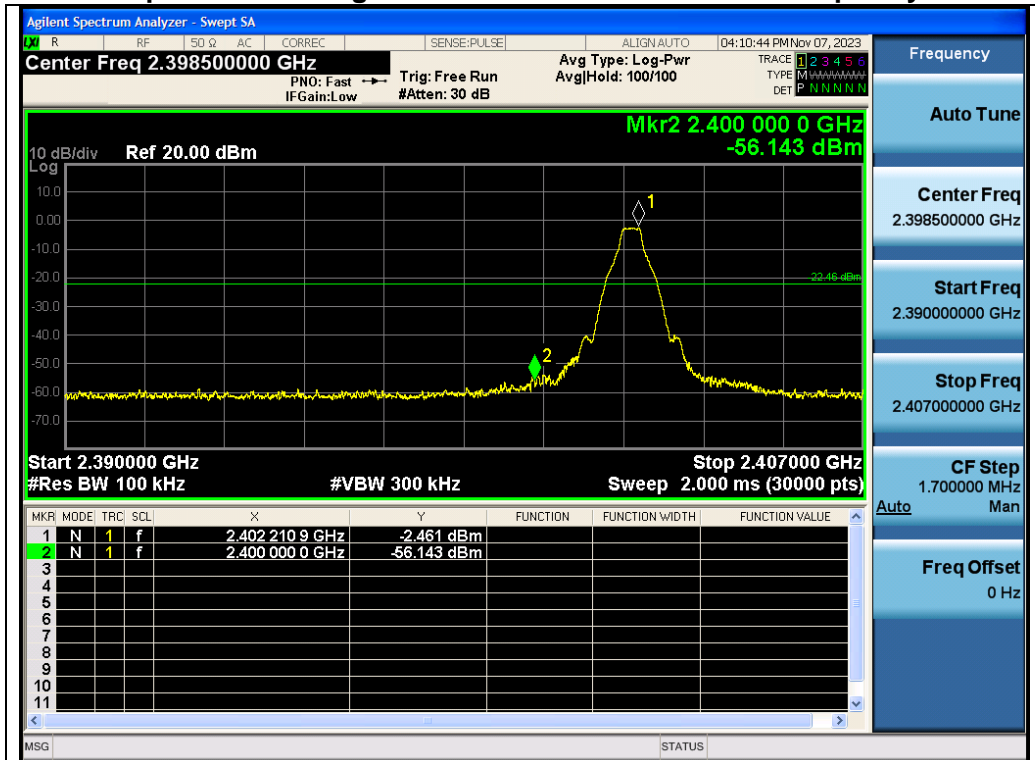 Agilent Spectrum Analyzer - Swept SA
LXI R RF 50 Ω AC CORREC SENSE:PULSE ALIGN AUTO 04:10:44 PM Nov 07, 2023
Center Freq 2.398500000 GHz
PNO: Fast
IFGain:Low
Trig: Free Run
#Atten: 30 dB
Avg Type: Log-Pwr
Avg|Hold: 100/100
TRACE 1 2 3 4 5 6
TYPE M
DET P N N N N N
Mkr2 2.400 000 0 GHz
-56.143 dBm
10 dB/div Ref 20.00 dBm
Log
10.0
0.00
-10.0
-20.0
-30.0
-40.0
-50.0
-60.0
-70.0
1
-22.46 dBm
2
Start 2.390000 GHz Stop 2.407000 GHz
#Res BW 100 kHz #VBW 300 kHz Sweep 2.000 ms (30000 pts)
MKR MODE TRC SCL X Y FUNCTION FUNCTION WIDTH FUNCTION VALUE
1 N 1 f 2.402 210 9 GHz -2.461 dBm
2 N 1 f 2.400 000 0 GHz -56.143 dBm
3
4
5
6
7
8
9
10
11
MSG STATUS
Frequency
Auto Tune
Center Freq
2.398500000 GHz
Start Freq
2.390000000 GHz
Stop Freq
2.407000000 GHz
CF Step
1.700000 MHz
Auto Man
Freq Offset
0 Hz